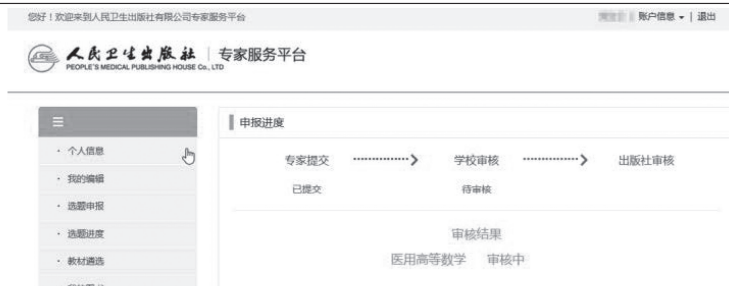 您好！欢迎来到人民卫生出版社有限公司专家服务平台
账户信息 | 退出
人民卫生出版社 | 专家服务平台
PEOPLE'S MEDICAL PUBLISHING HOUSE Co., LTD
申报进度
· 个人信息
· 我的编辑
· 选题申报
· 选题进度
· 教材遴选
专家提交 学校审核 出版社审核
已提交 待审核
审核结果
医用高等数学 审核中